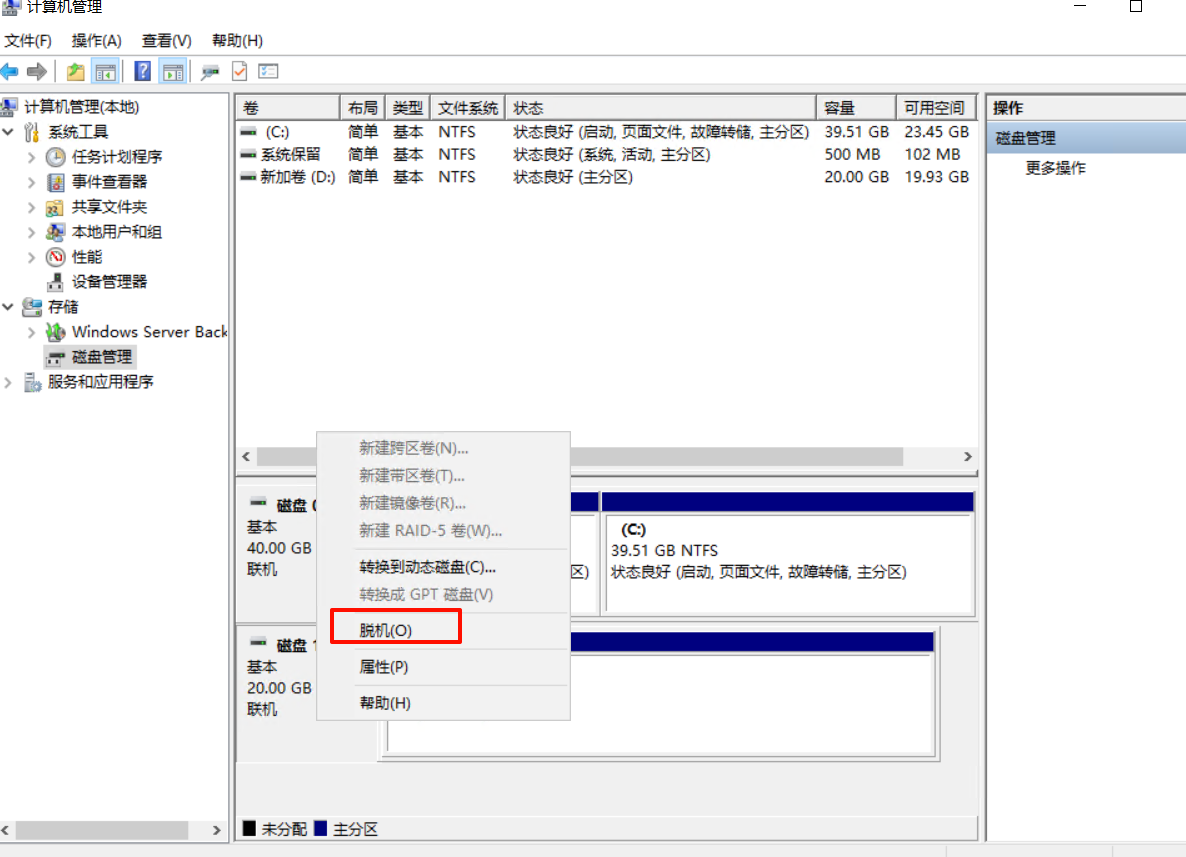 计算机管理
文件(F) 操作(A) 查看(V) 帮助(H)
计算机管理(本地)
系统工具
任务计划程序
事件查看器
共享文件夹
本地用户和组
性能
设备管理器
存储
Windows Server Back
磁盘管理
服务和应用程序
卷 布局 类型 文件系统 状态 容量 可用空间
(C:) 简单 基本 NTFS 状态良好 (启动, 页面文件, 故障转储, 主分区) 39.51 GB 23.45 GB
系统保留 简单 基本 NTFS 状态良好 (系统, 活动, 主分区) 500 MB 102 MB
新加卷 (D:) 简单 基本 NTFS 状态良好 (主分区) 20.00 GB 19.93 GB
操作
磁盘管理
更多操作
磁盘
基本
40.00 GB
联机
区)
(C:)
39.51 GB NTFS
状态良好 (启动, 页面文件, 故障转储, 主分区)
磁盘
基本
20.00 GB
联机
新建跨区卷(N)...
新建带区卷(T)...
新建镜像卷(R)...
新建 RAID-5 卷(W)...
转换到动态磁盘(C)...
转换成 GPT 磁盘(V)
脱机(O)
属性(P)
帮助(H)
未分配 主分区